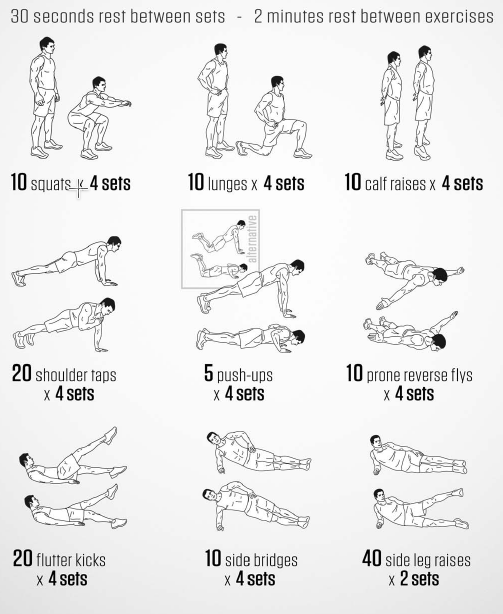 30 seconds rest between sets - 2 minutes rest between exercises
10 squats x 4 sets
10 lunges x 4 sets
10 calf raises x 4 sets
alternative
20 shoulder taps
x 4 sets
5 push-ups
x 4 sets
10 prone reverse flys
x 4 sets
20 flutter kicks
x 4 sets
10 side bridges
x 4 sets
40 side leg raises
x 2 sets